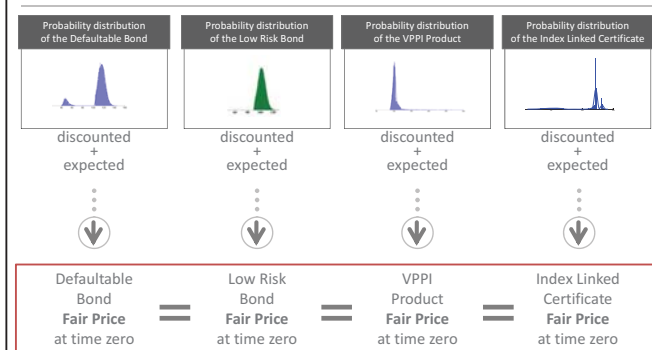 Probability distribution
of the Defaultable Bond
Probability distribution
of the Low Risk Bond
Probability distribution
of the VPPI Product
Probability distribution
of the Index Linked Certificate
discounted
+
expected
discounted
+
expected
discounted
+
expected
discounted
+
expected
Defaultable
Bond
Fair Price
at time zero
=
Low Risk
Bond
Fair Price
at time zero
=
VPPI
Product
Fair Price
at time zero
=
Index Linked
Certificate
Fair Price
at time zero